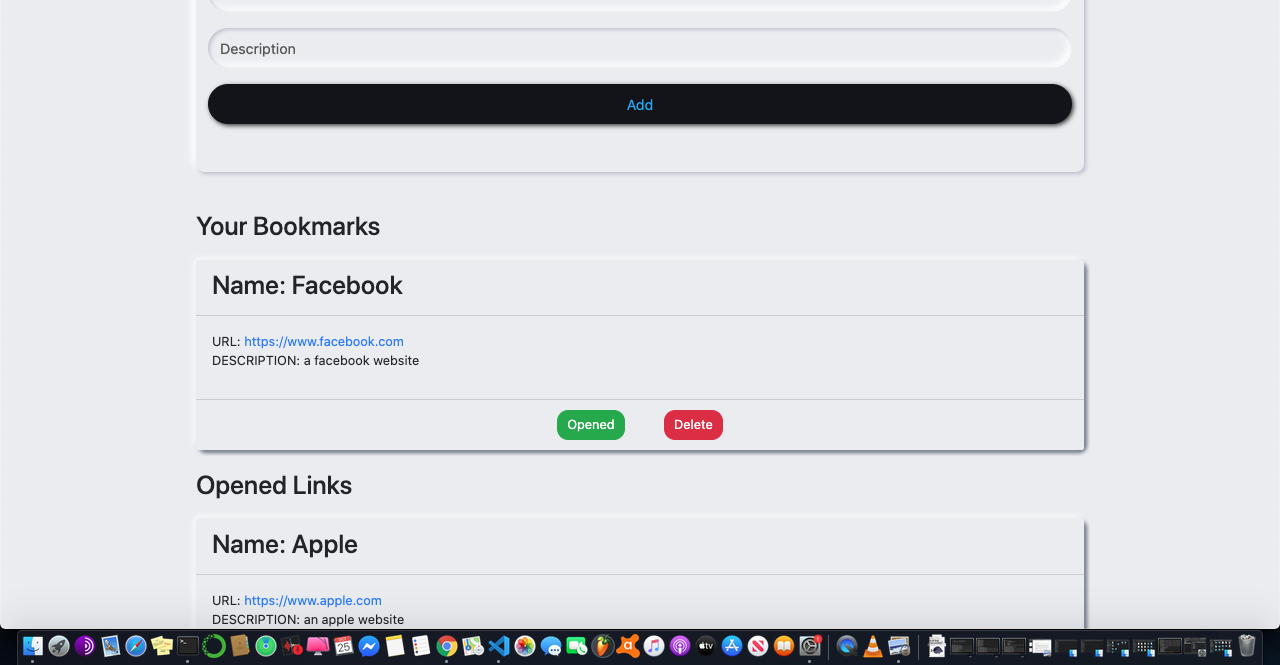 Description
Add
Your Bookmarks
Name: Facebook
URL: https://www.facebook.com
DESCRIPTION: a facebook website
Opened Delete
Opened Links
Name: Apple
URL: https://www.apple.com
DESCRIPTION: an apple website
25
tv